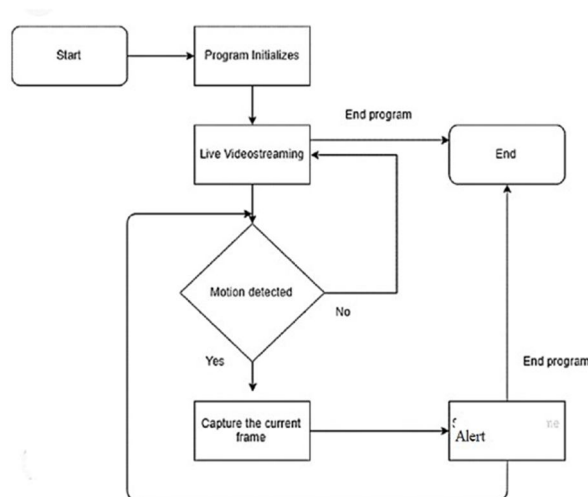 Start
Program Initializes
End program
Live Videostreaming
End
Motion detected
No
Yes
End program
Capture the current
frame
Alert